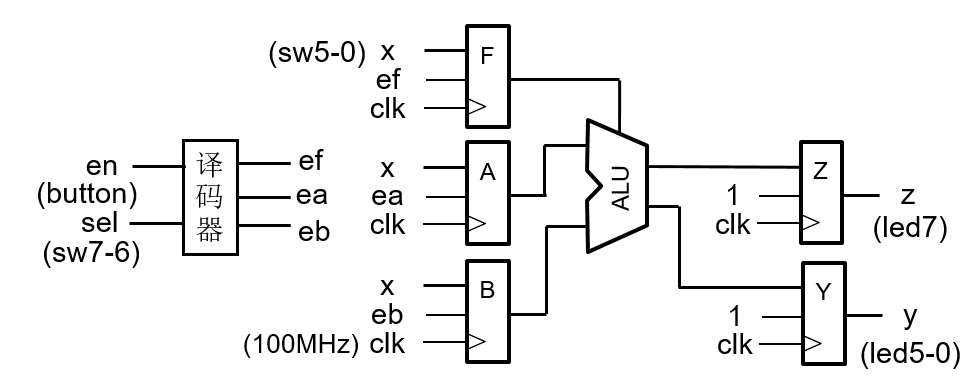 (sw5-0) x
ef
clk
F
en
(button)
sel
(sw7-6)
译
码
器
ef
ea
eb
x
ea
clk
A
x
eb
(100MHz) clk
B
ALU
1
clk
Z
z
(led7)
1
clk
Y
y
(led5-0)